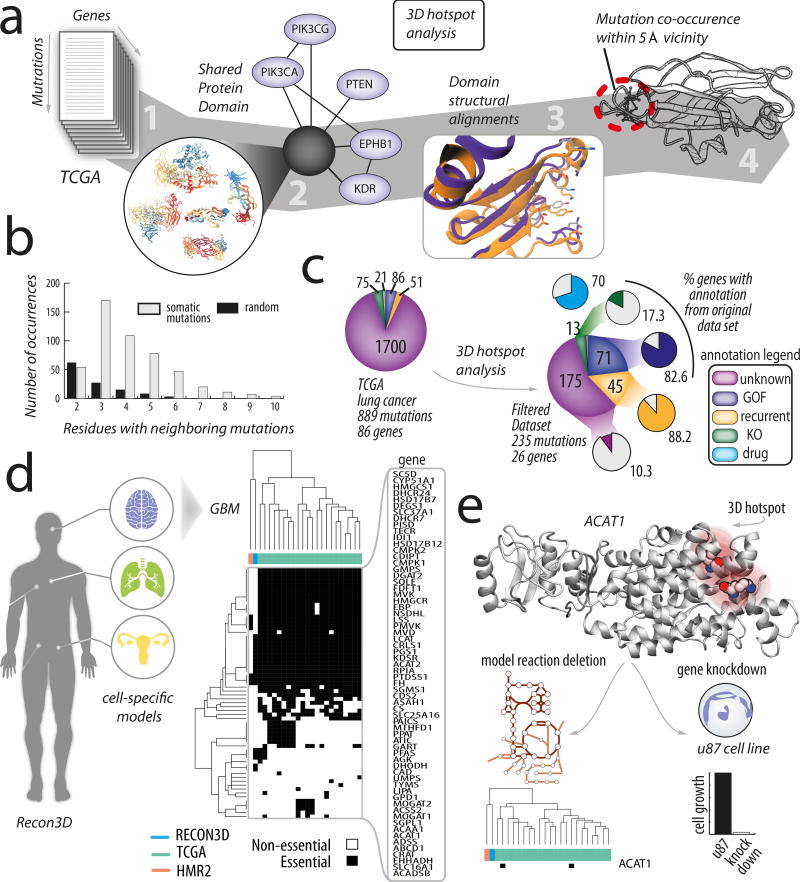 a
Genes
Mutrations
TCGA
1
Shared
Protein
Domain
PIK3CG
PIK3CA
PTEN
EPHB1
KDR
2
3D hotspot
analysis
Domain
structural
alignments
3
Mutation co-occurence
within 5Å vicinity
4
b
Number of occurrences
200
150
100
50
0
somatic
mutations
random
2 3 4 5 6 7 8 9 10
Residues with neighboring mutations
c
75 21 86 51
1700
TCGA
lung cancer
889 mutations
86 genes
3D hotspot
analysis
Filtered
Dataset
235 mutations
26 genes
13
71
175
45
70
17.3
82.6
88.2
10.3
% genes with
annotation
from original
data set
annotation legend
unknown
GOF
recurrent
KO
drug
d
cell-specific
models
Recon3D
GBM
RECON3D
TCGA
HMR2
Non-essential
Essential
gene
SC5D
CYP51A1
HMGCS1
DHCR24
HSD17B7
DEGS1
SLC37A1
DHCR7
PISD
TECR
IDI1
HSD17B12
CMPK2
CDIPT
CMPK1
GMPS
DGAT2
SQLE
FDFT1
MVK
HMGCR
EBP
NSDHL
LSS
PMVK
MVD
LCAT
CRLS1
PGS1
KDSR
ACAT2
RPIA
PTDSS1
FH
SGMS1
CDS2
ASAH1
CS
SLC25A16
PAICS
MTHFD1
PPAT
ATIC
GART
PFAS
AGK
DHODH
CAD
UMPS
TYMS
LIPA
GPD1
MOGAT2
ACSS2
MOGAT1
SGPL1
ACAA1
ACAT1
ADSS
ABCD1
CRAT
EHHADH
SLC16A1
ACADSB
e
ACAT1
3D hotspot
model reaction deletion
gene knockdown
u87 cell line
cell growth
u87
knock
down
ACAT1